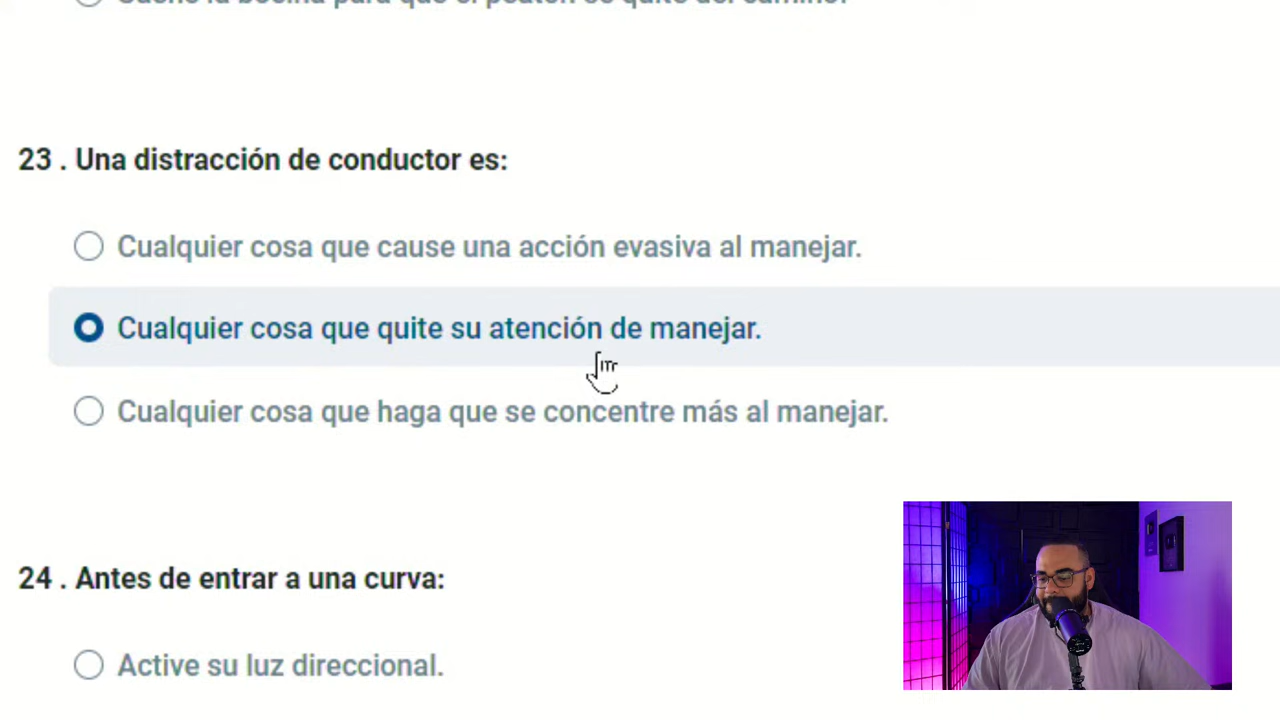 23 . Una distracción de conductor es:
Cualquier cosa que cause una acción evasiva al manejar.
Cualquier cosa que quite su atención de manejar.
Cualquier cosa que haga que se concentre más al manejar.
24 . Antes de entrar a una curva:
Active su luz direccional.